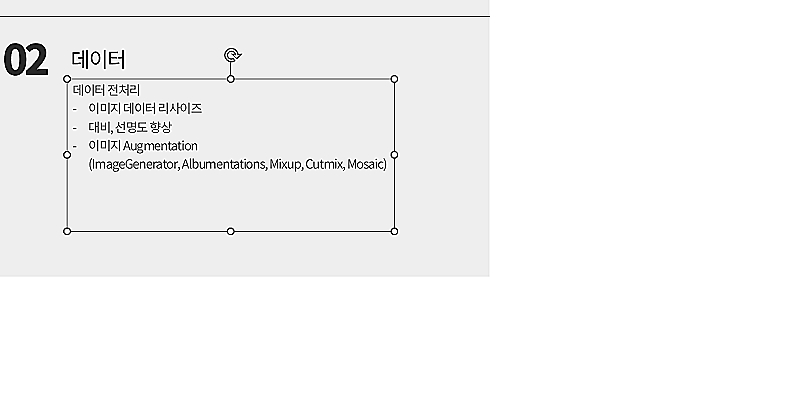 02 데이터
데이터 전처리
- 이미지 데이터 리사이즈
- 대비, 선명도 향상
- 이미지 Augmentation
(ImageGenerator, Albumentations, Mixup, Cutmix, Mosaic)